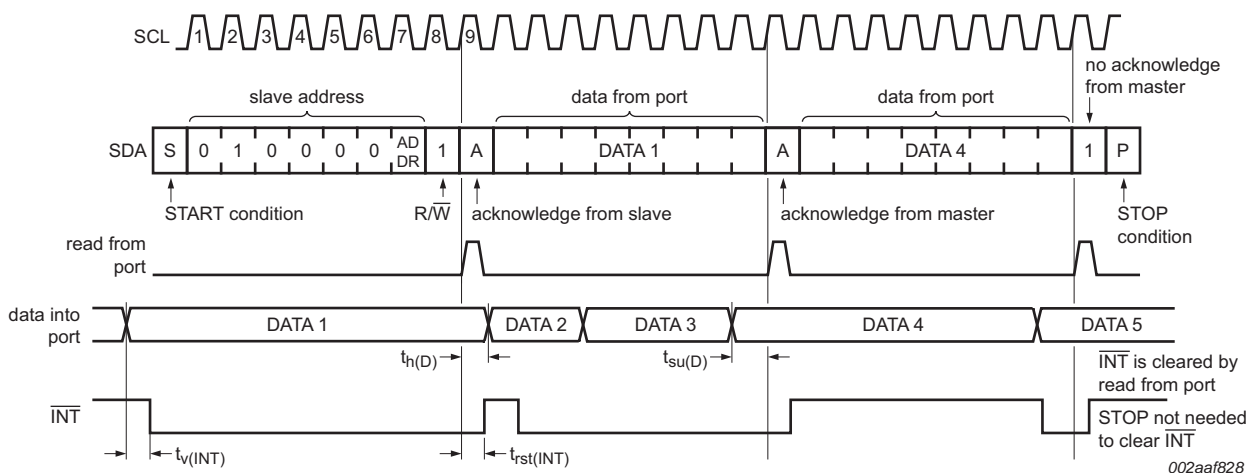 SCL 1 2 3 4 5 6 7 8 9
no acknowledge
from master
slave address
data from port
data from port
SDA S 0 1 0 0 0 0 AD DR 1 A DATA 1 A DATA 4 1 P
START condition
R/W̅
acknowledge from slave
acknowledge from master
STOP
condition
read from
port
data into
port
DATA 1
DATA 2
DATA 3
DATA 4
DATA 5
th(D)
tsu(D)
I̅N̅T̅ is cleared by
read from port
I̅N̅T̅
STOP not needed
to clear I̅N̅T̅
tv(INT)
trst(INT)
002aaf828